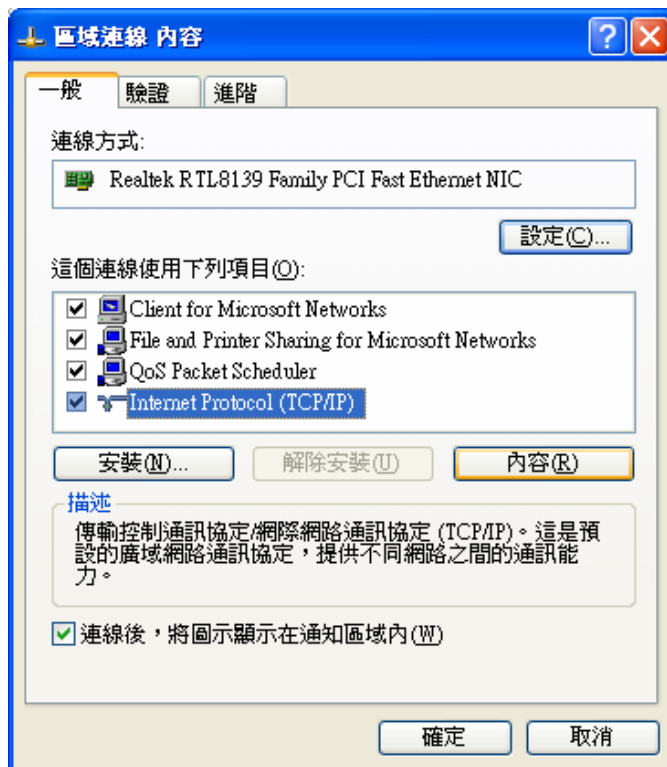 區域連線 內容
一般 驗證 進階
連線方式:
Realtek RTL8139 Family PCI Fast Ethernet NIC
設定(C)...
這個連線使用下列項目(O):
Client for Microsoft Networks
File and Printer Sharing for Microsoft Networks
QoS Packet Scheduler
Internet Protocol (TCP/IP)
安裝(N)... 解除安裝(U) 內容(R)
描述
傳輸控制通訊協定/網際網路通訊協定 (TCP/IP)。這是預
設的廣域網路通訊協定，提供不同網路之間的通訊能
力。
連線後，將圖示顯示在通知區域內(W)
確定 取消